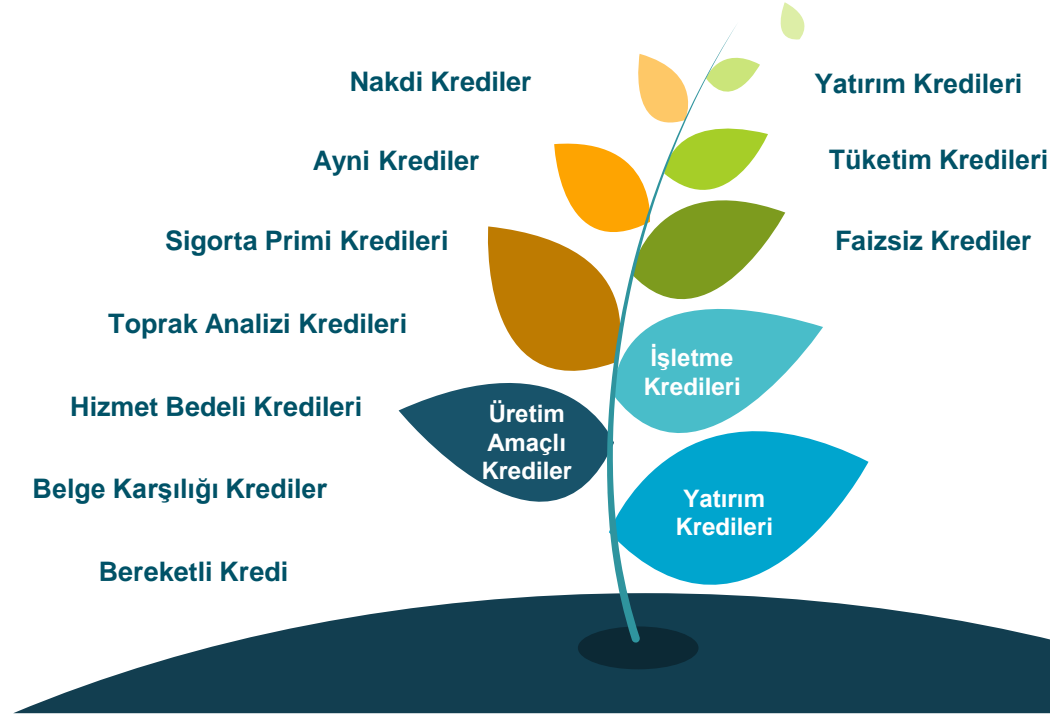 Nakdi Krediler
Ayni Krediler
Sigorta Primi Kredileri
Toprak Analizi Kredileri
Hizmet Bedeli Kredileri
Belge Karşılığı Krediler
Bereketli Kredi
Yatırım Kredileri
Tüketim Kredileri
Faizsiz Krediler
İşletme
Kredileri
Üretim
Amaçlı
Krediler
Yatırım
Kredileri